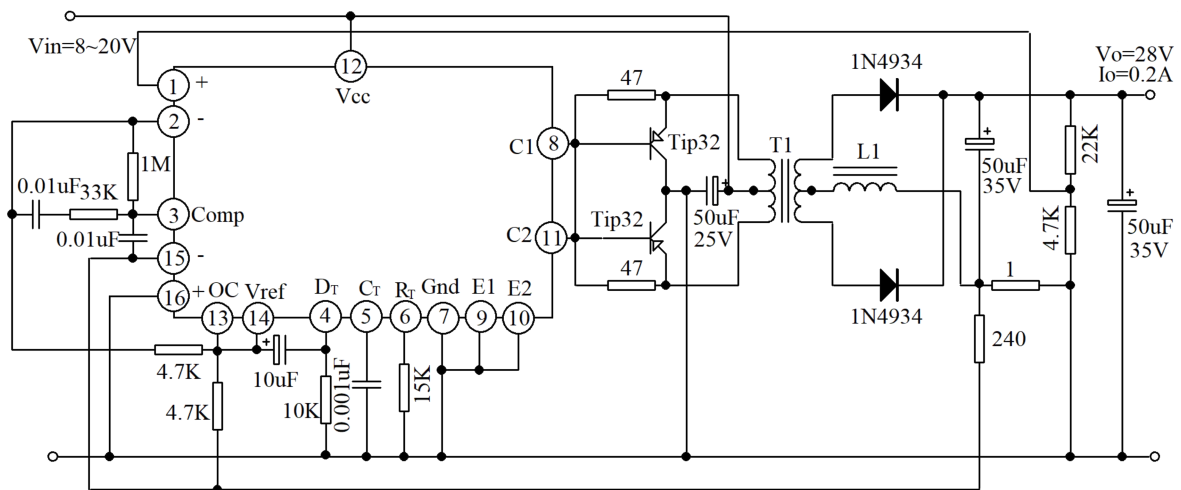 Vin=8~20V
12
Vcc
1 +
2 -
1M
0.01uF 33K
3 Comp
0.01uF
15 -
16 +
OC Vref DT CT RT Gnd E1 E2
13 14 4 5 6 7 9 10
4.7K
4.7K
+
10uF
10K
0.001uF
15K
C1 8
C2 11
47
Tip32
Tip32
47
+
50uF
25V
T1
1N4934
L1
1N4934
Vo=28V
Io=0.2A
+
50uF
35V
22K
4.7K
+
50uF
35V
1
240